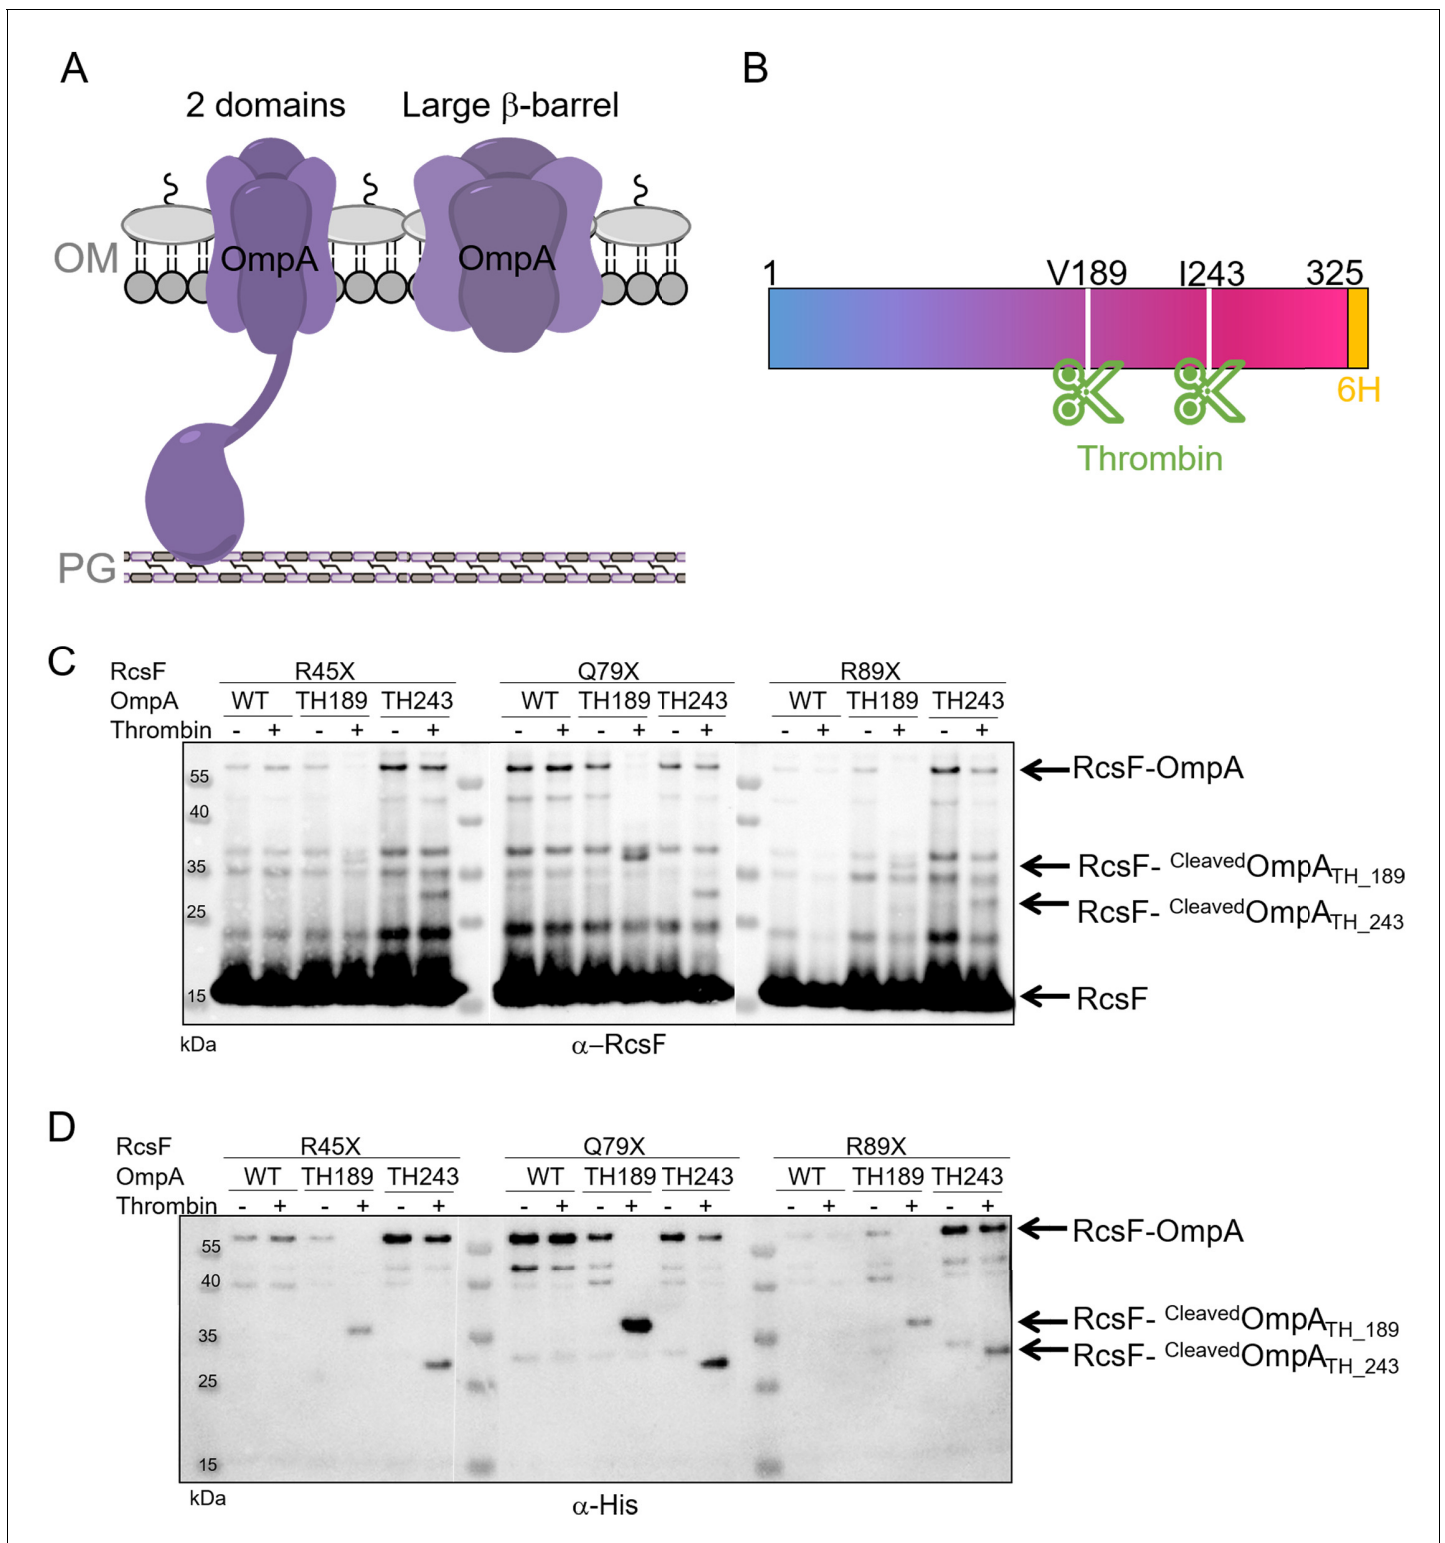 A
2 domains Large β-barrel
OM
OmpA OmpA
PG
B
1 V189 I243 325
6H
Thrombin
C
RcsF R45X Q79X R89X
OmpA WT TH189 TH243 WT TH189 TH243 WT TH189 TH243
Thrombin - + - + - + - + - + - + - + - + - +
55
40
35
25
15
kDa
RcsF-OmpA
RcsF- CleavedOmpATH_189
RcsF- CleavedOmpATH_243
RcsF
α–RcsF
D
RcsF R45X Q79X R89X
OmpA WT TH189 TH243 WT TH189 TH243 WT TH189 TH243
Thrombin - + - + - + - + - + - + - + - + - +
55
40
35
25
15
kDa
RcsF-OmpA
RcsF- CleavedOmpATH_189
RcsF- CleavedOmpATH_243
α-His